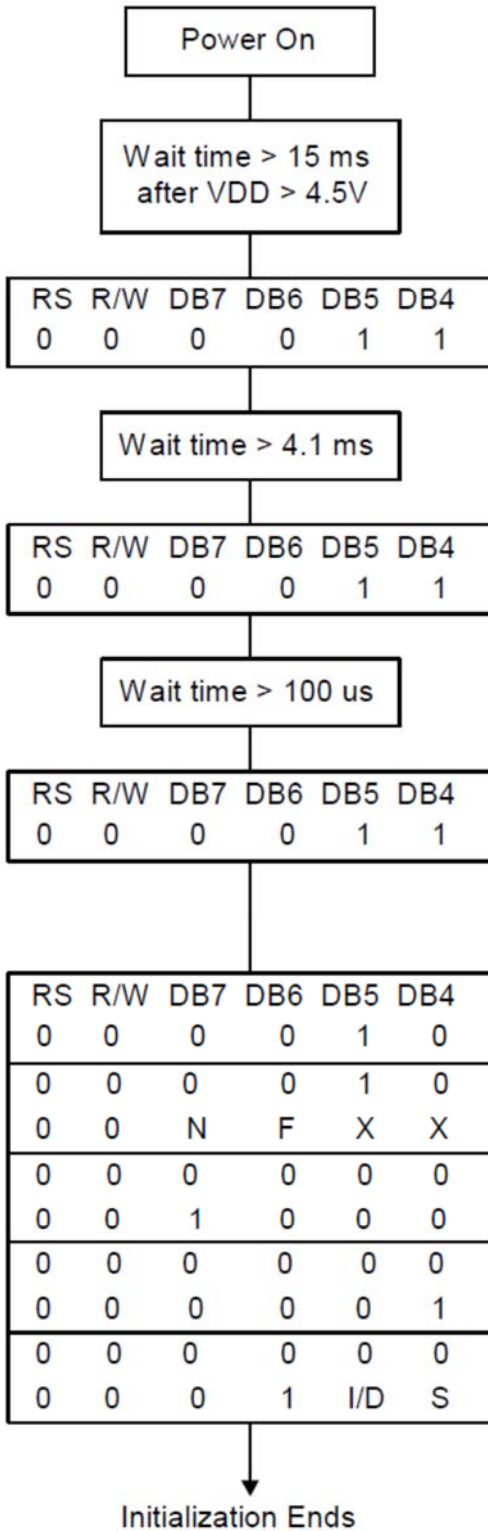 Power On
Wait time > 15 ms
after VDD > 4.5V
RS R/W DB7 DB6 DB5 DB4
0 0 0 0 1 1
Wait time > 4.1 ms
RS R/W DB7 DB6 DB5 DB4
0 0 0 0 1 1
Wait time > 100 us
RS R/W DB7 DB6 DB5 DB4
0 0 0 0 1 1
RS R/W DB7 DB6 DB5 DB4
0 0 0 0 1 0
0 0 0 0 1 0
0 0 N F X X
0 0 0 0 0 0
0 0 1 0 0 0
0 0 0 0 0 0
0 0 0 0 0 1
0 0 0 0 0 0
0 0 0 1 I/D S
Initialization Ends